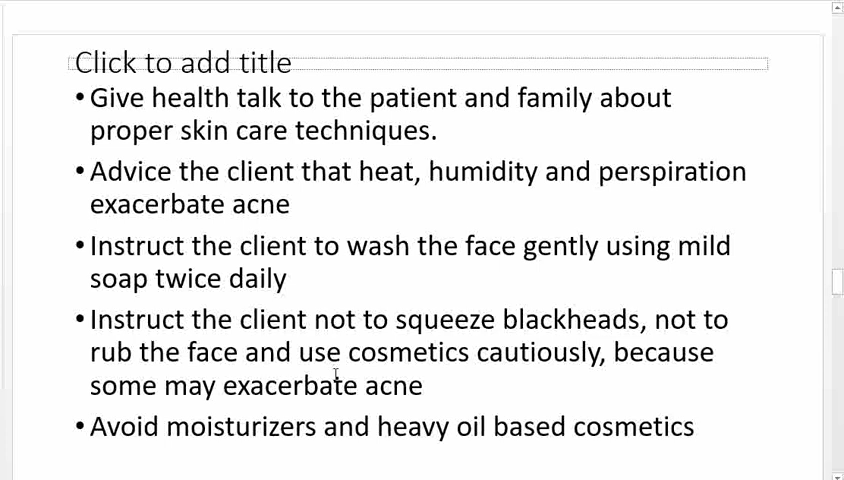 Click to add title
• Give health talk to the patient and family about
proper skin care techniques.
• Advice the client that heat, humidity and perspiration
exacerbate acne
• Instruct the client to wash the face gently using mild
soap twice daily
• Instruct the client not to squeeze blackheads, not to
rub the face and use cosmetics cautiously, because
some may exacerbate acne
• Avoid moisturizers and heavy oil based cosmetics